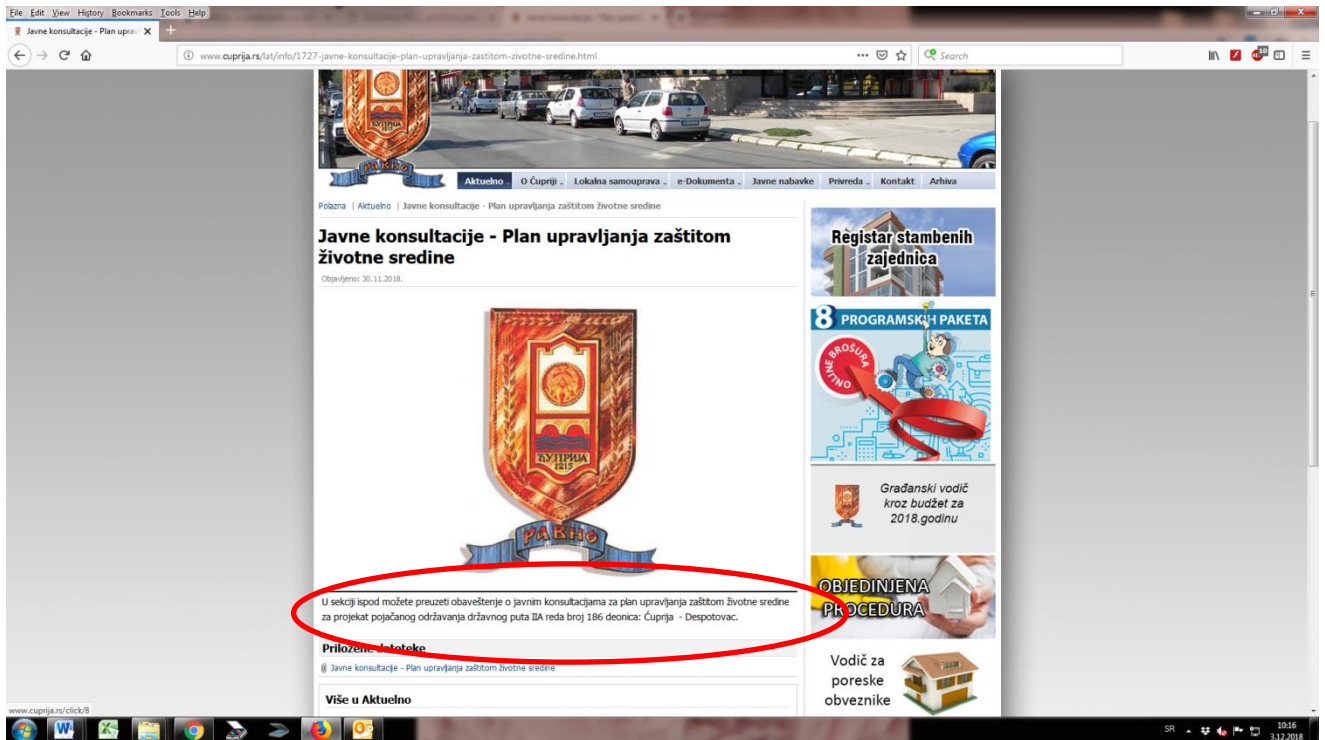 File Edit View History Bookmarks Tools Help
Javne konsultacije - Plan uprav
www.cuprija.rs/lat/info/1727-javne-konsultacije-plan-upravljanja-zastitom-zivotne-sredine.html
Search
10
ЋУПРИЈА
1215
РАВНО
Aktuelno O Ćupriji Lokalna samouprava e-Dokumenta Javne nabavke Privreda Kontakt Arhiva
Polazna | Aktuelno | Javne konsultacije - Plan upravljanja zaštitom životne sredine
Javne konsultacije - Plan upravljanja zaštitom
životne sredine
Objavljeno: 30.11.2018.
ЋУПРИЈА
1215
РАВНО
U sekciji ispod možete preuzeti obaveštenje o javnim konsultacijama za plan upravljanja zaštitom životne sredine
za projekat pojačanog održavanja državnog puta IIA reda broj 186 deonica: Ćuprija - Despotovac.
Priložene datoteke
Javne konsultacije - Plan upravljanja zaštitom životne sredine
Više u Aktuelno
Registar stambenih
zajednica
8 PROGRAMSKIH PAKETA
ONLINE BROŠURA
Građanski vodič
kroz budžet za
2018.godinu
OBJEDINJENA
PROCEDURA
Vodič za
poreske
obveznike
www.cuprija.rs/click/8
SR
10:16
3.12.2018